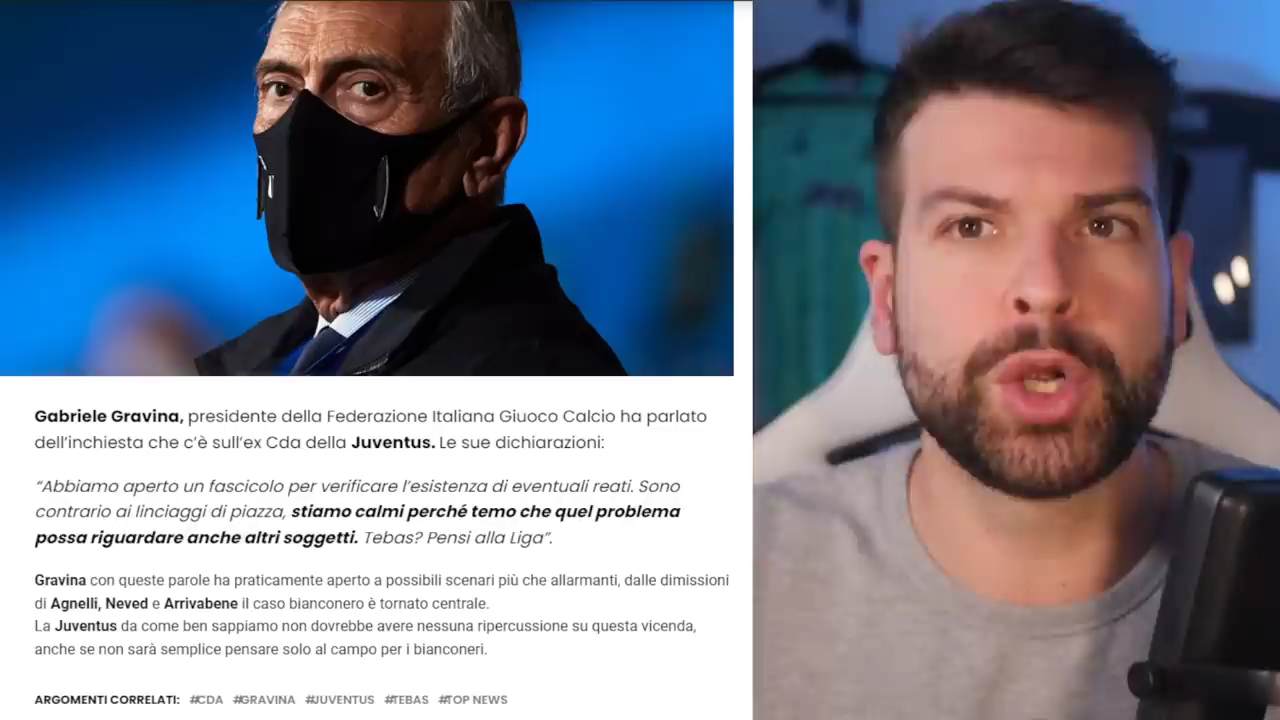 Gabriele Gravina, presidente della Federazione Italiana Giuoco Calcio ha parlato
dell’inchiesta che c’è sull’ex Cda della Juventus. Le sue dichiarazioni:
“Abbiamo aperto un fascicolo per verificare l’esistenza di eventuali reati. Sono
contrario ai linciaggi di piazza, stiamo calmi perché temo che quel problema
possa riguardare anche altri soggetti. Tebas? Pensi alla Liga”.
Gravina con queste parole ha praticamente aperto a possibili scenari più che allarmanti, dalle dimissioni
di Agnelli, Neved e Arrivabene il caso bianconero è tornato centrale.
La Juventus da come ben sappiamo non dovrebbe avere nessuna ripercussione su questa vicenda,
anche se non sarà semplice pensare solo al campo per i bianconeri.
ARGOMENTI CORRELATI: #CDA #GRAVINA #JUVENTUS #TEBAS #TOP NEWS